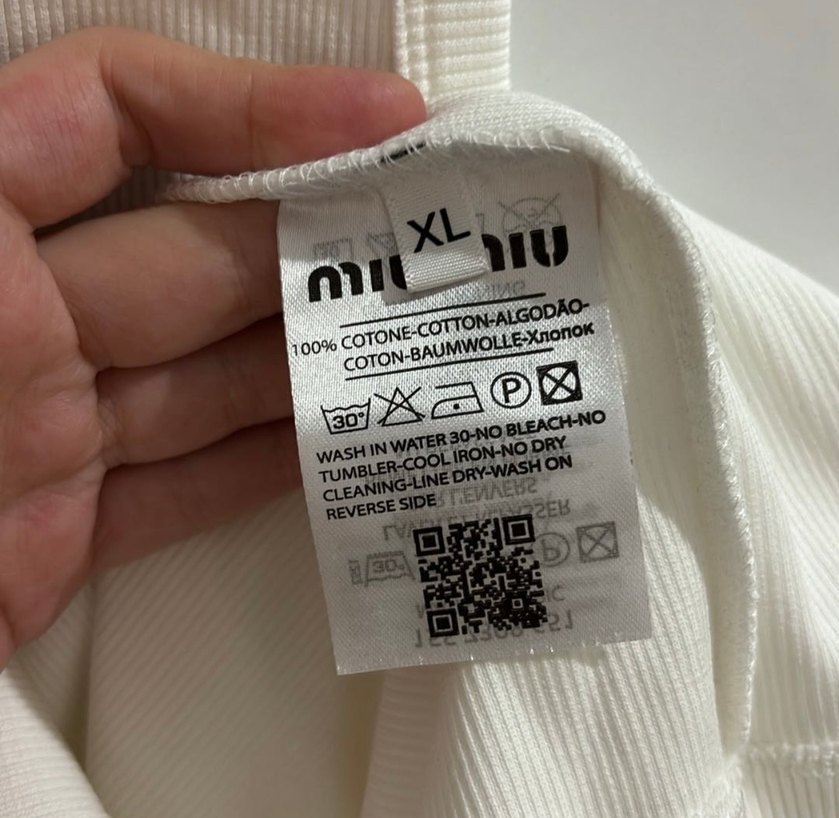 XL
miu miu
100% COTONE-COTTON-ALGODÃO-
COTON-BAUMWOLLE-Хлопок
30° P
WASH IN WATER 30-NO BLEACH-NO
TUMBLER-COOL IRON-NO DRY
CLEANING-LINE DRY-WASH ON
REVERSE SIDE